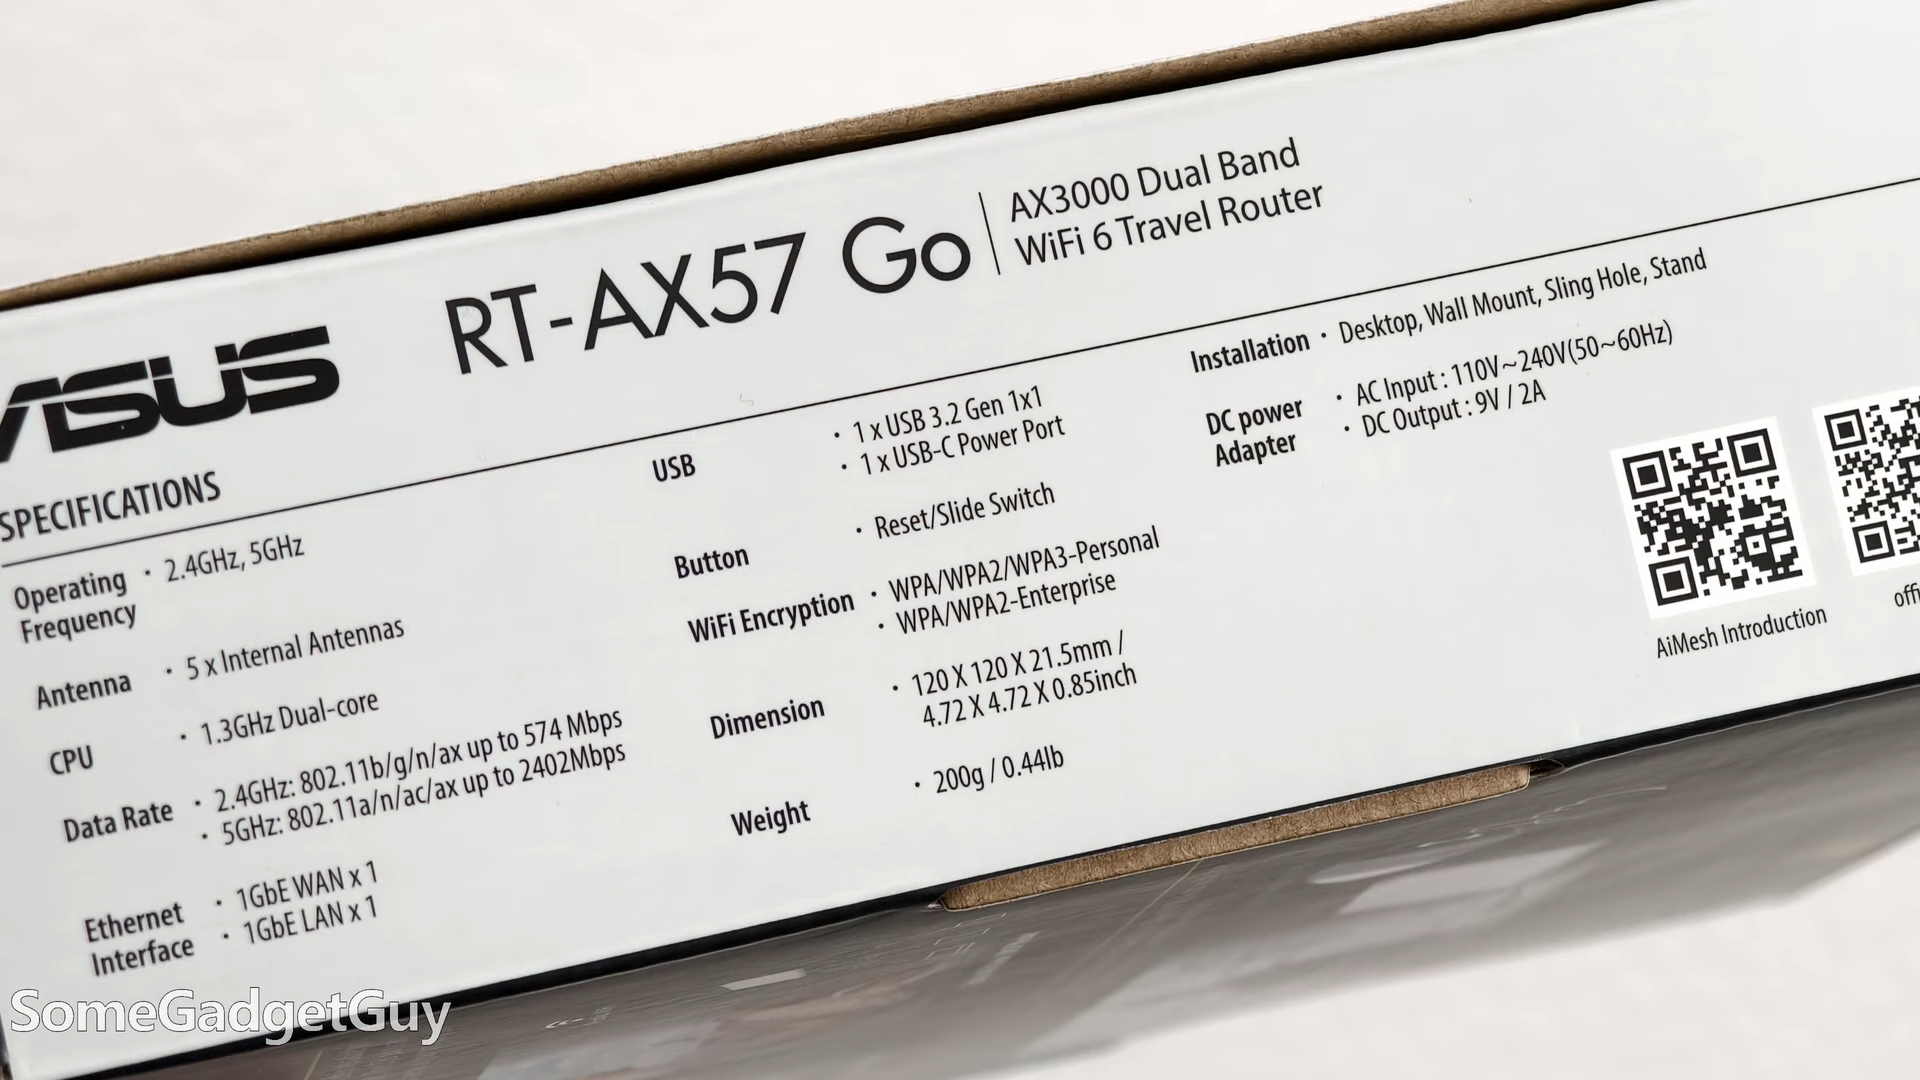 ASUS
RT-AX57 Go
AX3000 Dual Band
WiFi 6 Travel Router
SPECIFICATIONS
Operating
Frequency
· 2.4GHz, 5GHz
Antenna
· 5 x Internal Antennas
CPU
· 1.3GHz Dual-core
Data Rate
· 2.4GHz: 802.11b/g/n/ax up to 574 Mbps
· 5GHz: 802.11a/n/ac/ax up to 2402Mbps
Ethernet
Interface
· 1GbE WAN x 1
· 1GbE LAN x 1
USB
· 1 x USB 3.2 Gen 1x1
· 1 x USB-C Power Port
Button
· Reset/Slide Switch
WiFi Encryption
· WPA/WPA2/WPA3-Personal
· WPA/WPA2-Enterprise
Dimension
· 120 X 120 X 21.5mm /
4.72 X 4.72 X 0.85inch
Weight
· 200g / 0.44lb
Installation
· Desktop, Wall Mount, Sling Hole, Stand
DC power
Adapter
· AC Input : 110V~240V(50~60Hz)
· DC Output : 9V / 2A
AiMesh Introduction
SomeGadgetGuy